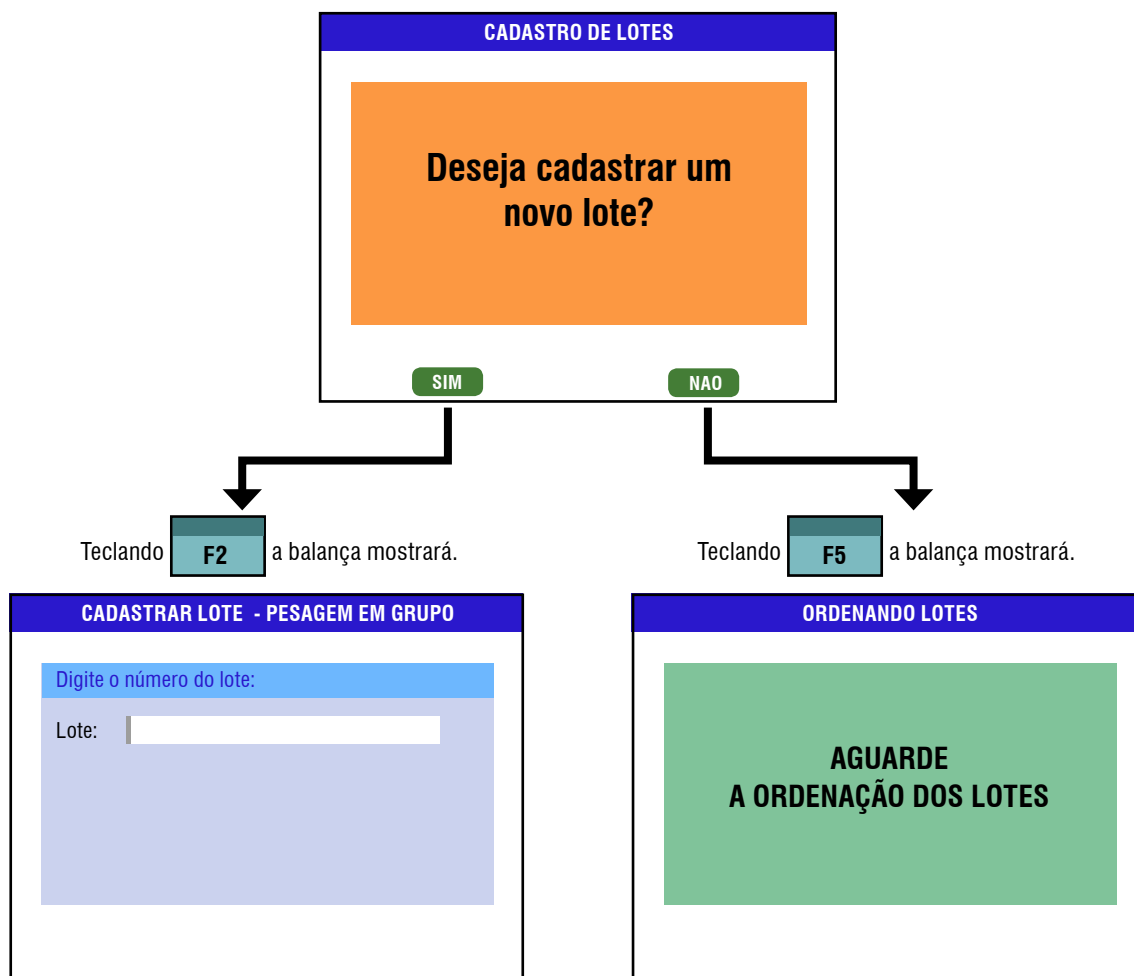 CADASTRO DE LOTES
Deseja cadastrar um
novo lote?
SIM
NAO
Teclando F2 a balança mostrará.
Teclando F5 a balança mostrará.
CADASTRAR LOTE - PESAGEM EM GRUPO
Digite o número do lote:
Lote:
ORDENANDO LOTES
AGUARDE
A ORDENAÇÃO DOS LOTES